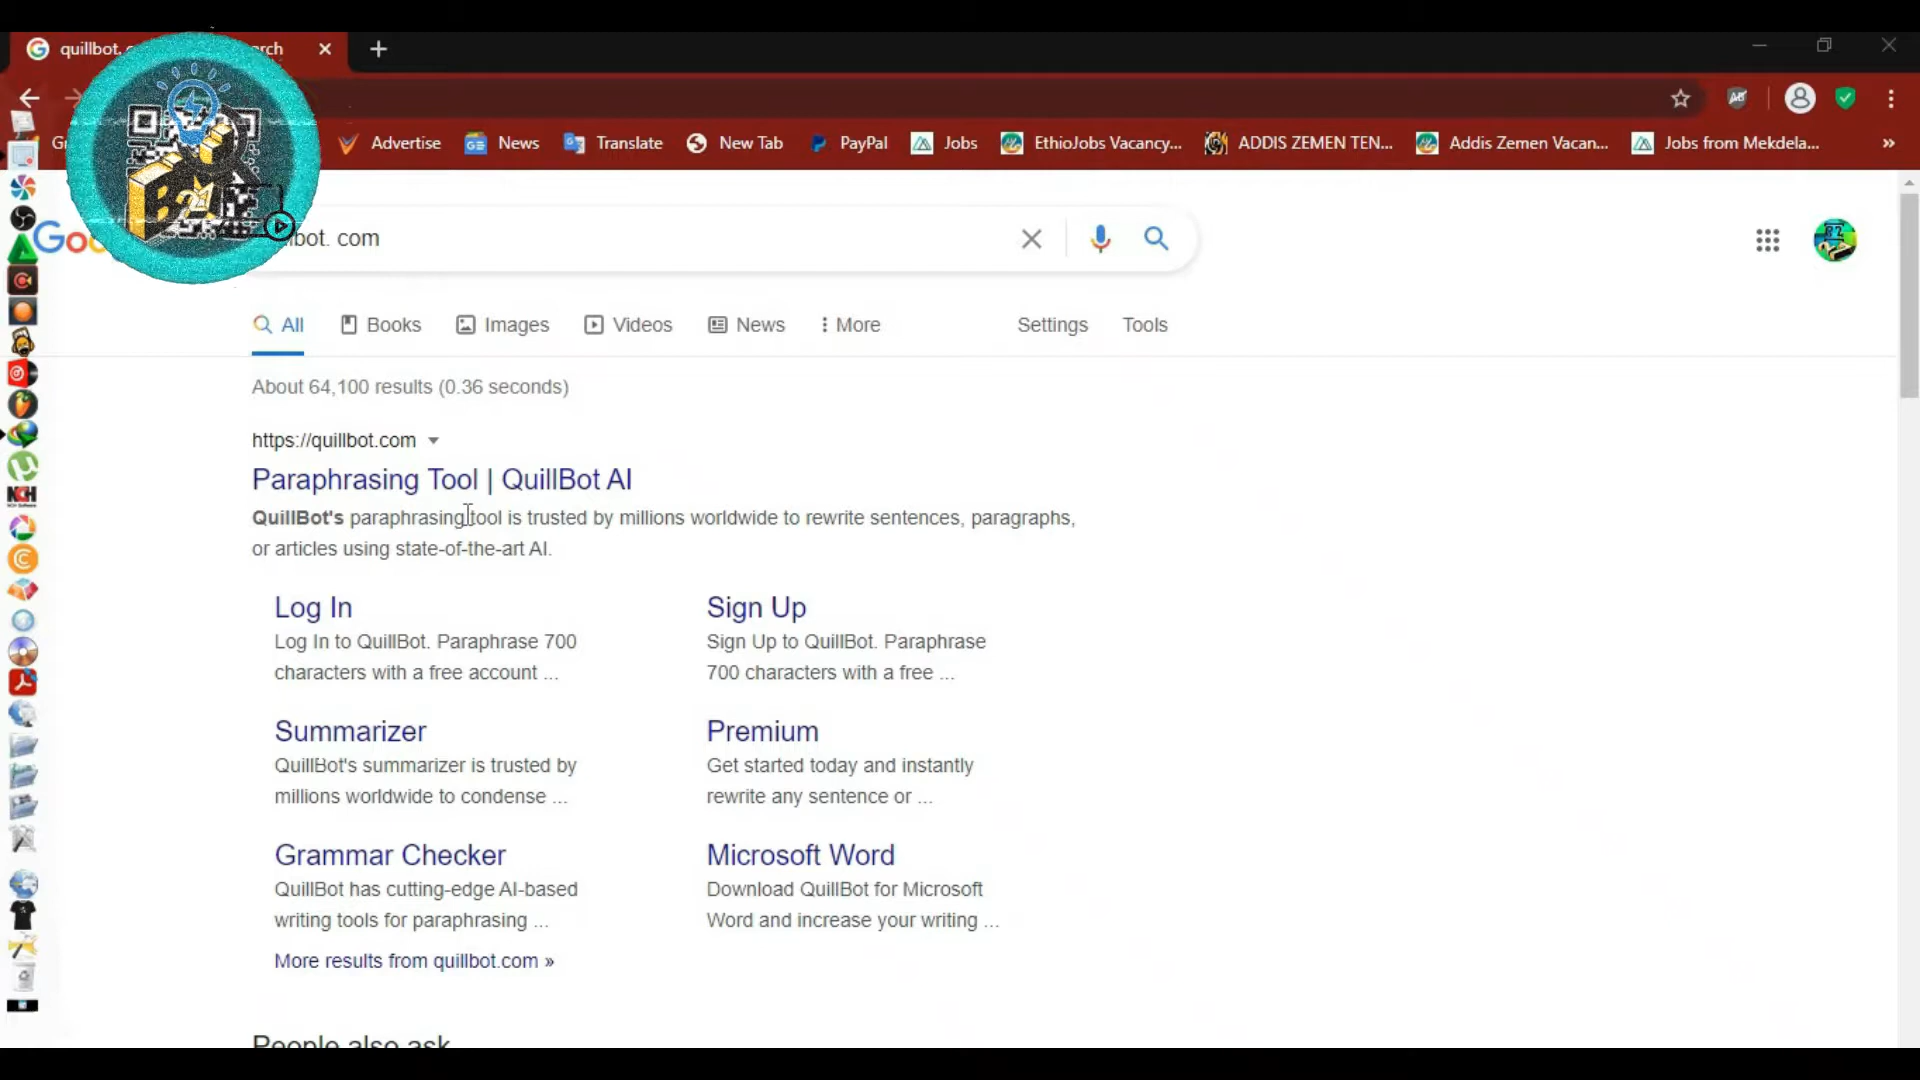 quillbot.
Advertise News Translate New Tab PayPal Jobs EthioJobs Vacancy... ADDIS ZEMEN TEN... Addis Zemen Vacan... Jobs from Mekdela... »
B2
bot. com
All Books Images Videos News More Settings Tools
About 64,100 results (0.36 seconds)
https://quillbot.com
Paraphrasing Tool | QuillBot AI
QuillBot's paraphrasing tool is trusted by millions worldwide to rewrite sentences, paragraphs,
or articles using state-of-the-art AI.
Log In
Log In to QuillBot. Paraphrase 700
characters with a free account ...
Sign Up
Sign Up to QuillBot. Paraphrase
700 characters with a free ...
Summarizer
QuillBot's summarizer is trusted by
millions worldwide to condense ...
Premium
Get started today and instantly
rewrite any sentence or ...
Grammar Checker
QuillBot has cutting-edge AI-based
writing tools for paraphrasing ...
Microsoft Word
Download QuillBot for Microsoft
Word and increase your writing ...
More results from quillbot.com »
People also ask